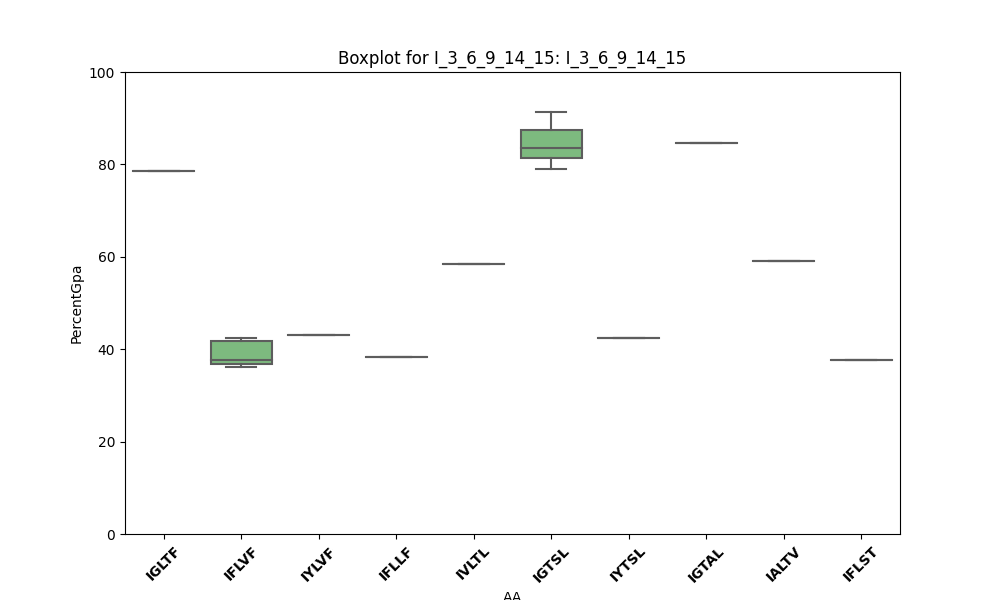 Boxplot for I_3_6_9_14_15: I_3_6_9_14_15
100
80
60
40
20
0
PercentGpa
IGLTF
IFLVF
IYLVF
IFLLF
IVLTL
IGTSL
IYTSL
IGTAL
IALTV
IFLST
AA